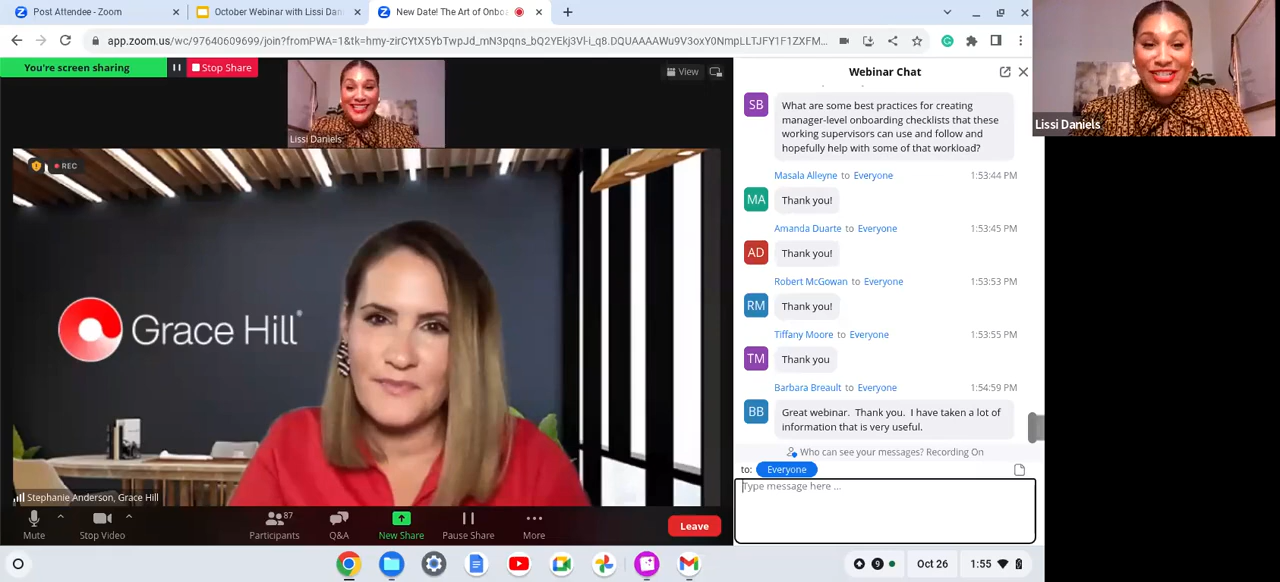 Post Attendee - Zoom
October Webinar with Lissi Dani
New Date! The Art of Onbo
app.zoom.us/wc/97640609699/join?fromPWA=1&tk=hmy-
You're screen sharing
Stop Share
View
Lissi Daniels
REC
Grace Hill
Stephanie Anderson, Grace Hill
Mute
Stop Video
87
Participants
Q&A
New Share
Pause Share
More
Leave
Webinar Chat
SB
What are some best practices for creating
manager-level onboarding checklists that these
working supervisors can use and follow and
hopefully help with some of that workload?
Masala Alleyne to Everyone 1:53:44 PM
MA
Thank you!
Amanda Duarte to Everyone 1:53:45 PM
AD
Thank you!
Robert McGowan to Everyone 1:53:53 PM
RM
Thank you!
Tiffany Moore to Everyone 1:53:55 PM
TM
Thank you
Barbara Breault to Everyone 1:54:59 PM
BB
Great webinar. Thank you. I have taken a lot of
information that is very useful.
Who can see your messages? Recording On
to: Everyone
Type message here ...
Lissi Daniels
9
Oct 26
1:55